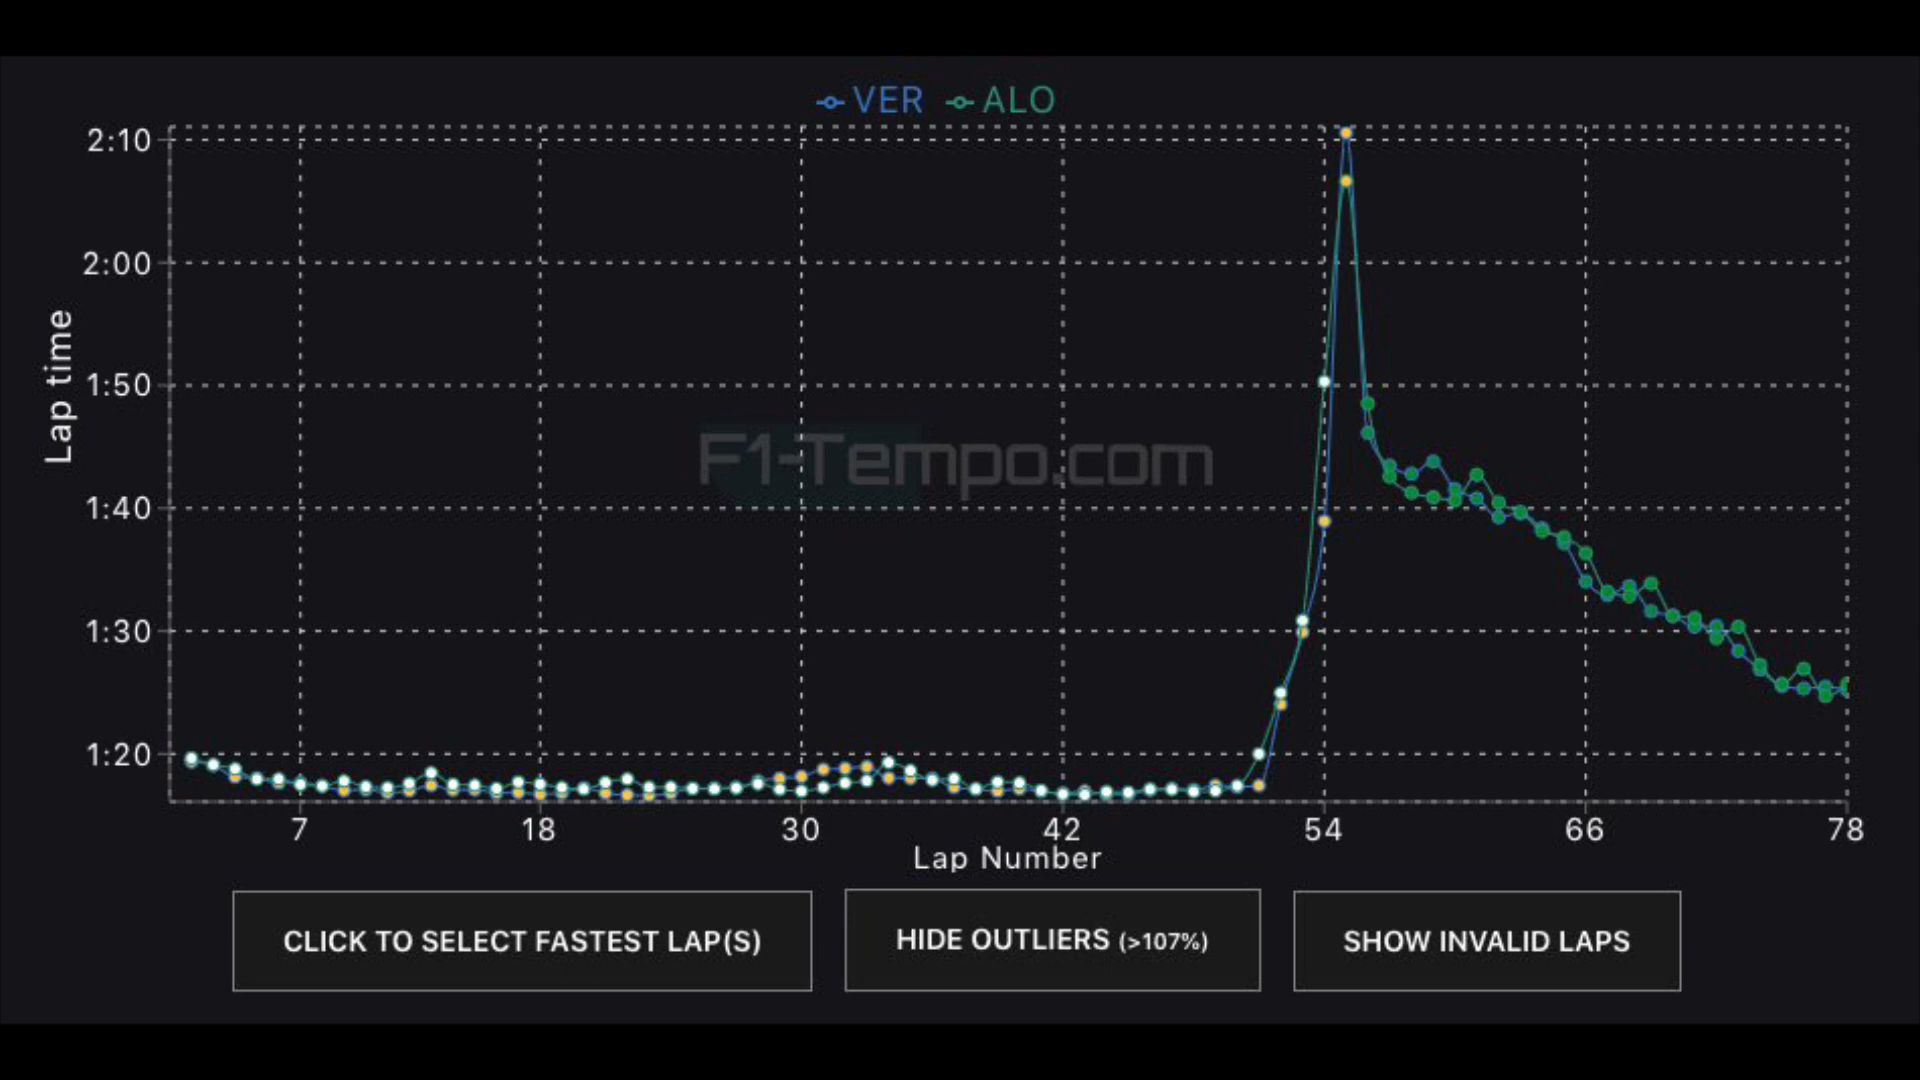 VER ALO
2:10
2:00
1:50
1:40
1:30
1:20
Lap time
F1-Tempo.com
7 18 30 42 54 66 78
Lap Number
CLICK TO SELECT FASTEST LAP(S)
HIDE OUTLIERS (>107%)
SHOW INVALID LAPS